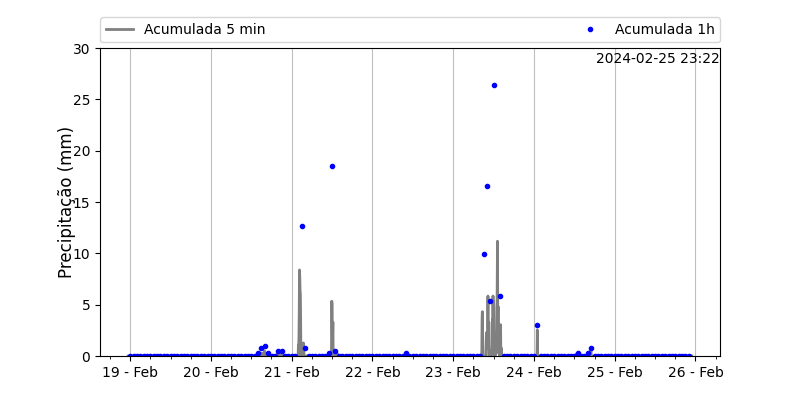 Acumulada 5 min
Acumulada 1h
2024-02-25 23:22
Precipitação (mm)
30
25
20
15
10
5
0
19 - Feb
20 - Feb
21 - Feb
22 - Feb
23 - Feb
24 - Feb
25 - Feb
26 - Feb